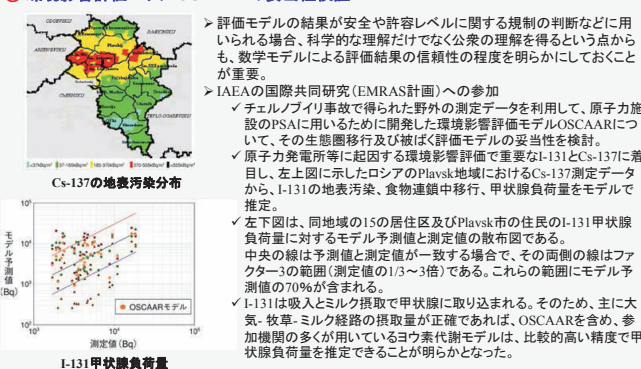 ➢ 評価モデルの結果が安全や許容レベルに関する規制の判断などに用
いられる場合、科学的な理解だけでなく公衆の理解を得るという点から
も、数学モデルによる評価結果の信頼性の程度を明らかにしておくこと
が重要。
➢ IAEAの国際共同研究(EMRAS計画)への参加
✓ チェルノブイリ事故で得られた野外の測定データを利用して、原子力施
設のPSAに用いるために開発した環境影響評価モデルOSCAARにつ
いて、その生態圏移行及び被ばく評価モデルの妥当性を検討。
✓ 原子力発電所等に起因する環境影響評価で重要なI-131とCs-137に着
目し、左上図に示したロシアのPlavsk地域におけるCs-137測定データ
から、I-131の地表汚染、食物連鎖中移行、甲状腺負荷量をモデルで
推定。
✓ 左下図は、同地域の15の居住区及びPlavsk市の住民のI-131甲状腺
負荷量に対するモデル予測値と測定値の散布図である。
中央の線は予測値と測定値が一致する場合で、その両側の線はファ
クター3の範囲(測定値の1/3～3倍)である。これらの範囲にモデル予
測値の70%が含まれる。
✓ I-131は吸入とミルク摂取で甲状腺に取り込まれる。そのため、主に大
気- 牧草- ミルク経路の摂取量が正確であれば、OSCAARを含め、参
加機関の多くが用いているヨウ素代謝モデルは、比較的高い精度で甲
状腺負荷量を推定できることが明らかとなった。
Cs-137の地表汚染分布
モデル予測値
(Bq)
10⁵
10⁴
10³
10²
OSCAARモデル
10³
10⁴
10⁵
測定値 (Bq)
I-131甲状腺負荷量